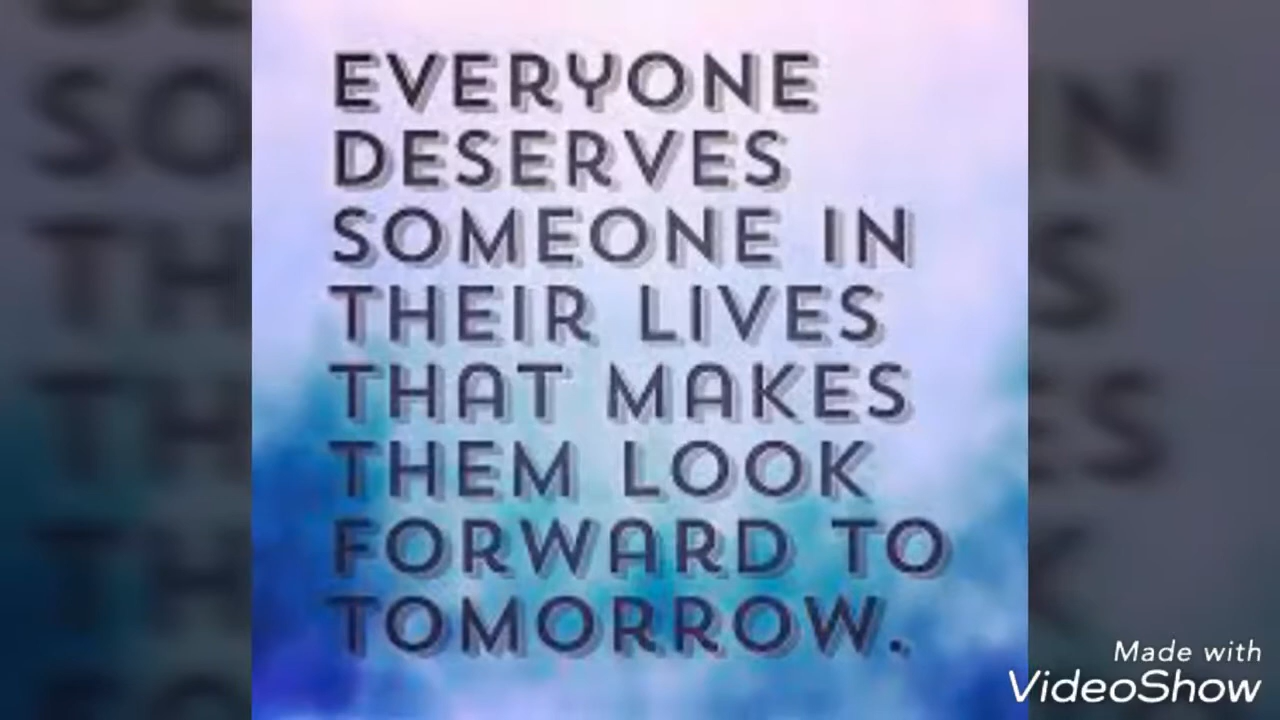 EVERYONE
DESERVES
SOMEONE IN
THEIR LIVES
THAT MAKES
THEM LOOK
FORWARD TO
TOMORROW.
Made with
VideoShow